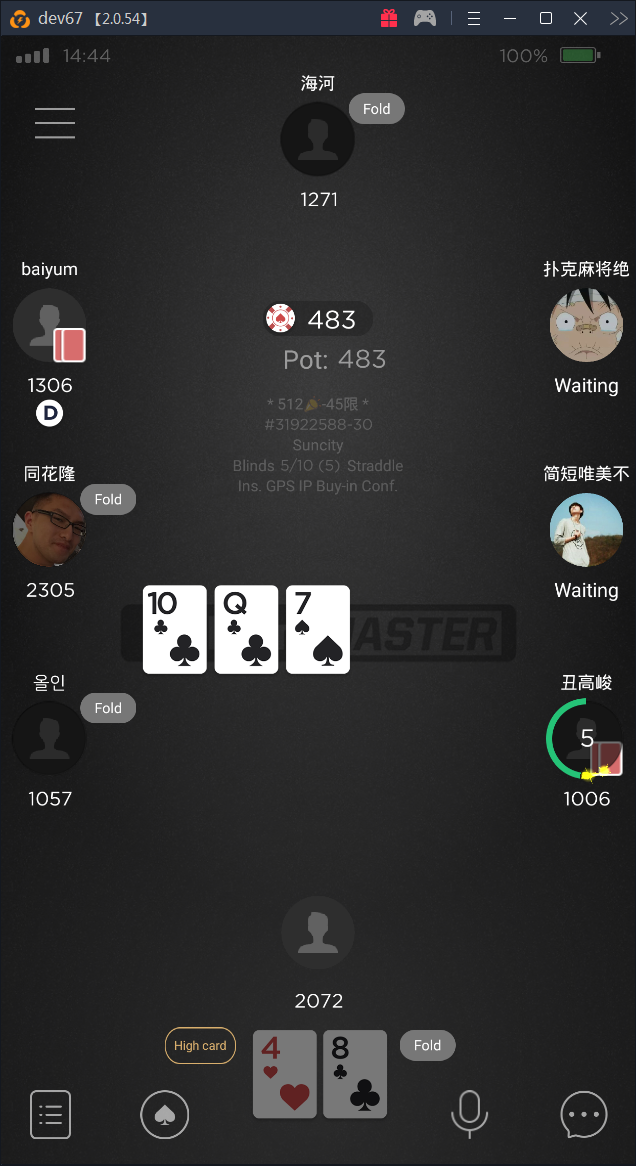 dev67 【2.0.54】
14:44
100%
海河
Fold
1271
baiyum
扑克麻将绝
483
Pot: 483
1306
Waiting
D
* 512 -45限 *
#31922588-30
Suncity
Blinds 5/10 (5) Straddle
Ins. GPS IP Buy-in Conf.
同花隆
简短唯美不
Fold
2305
Waiting
10
Q
7
MASTER
올인
丑高峻
Fold
5
1057
1006
2072
High card
4
8
Fold